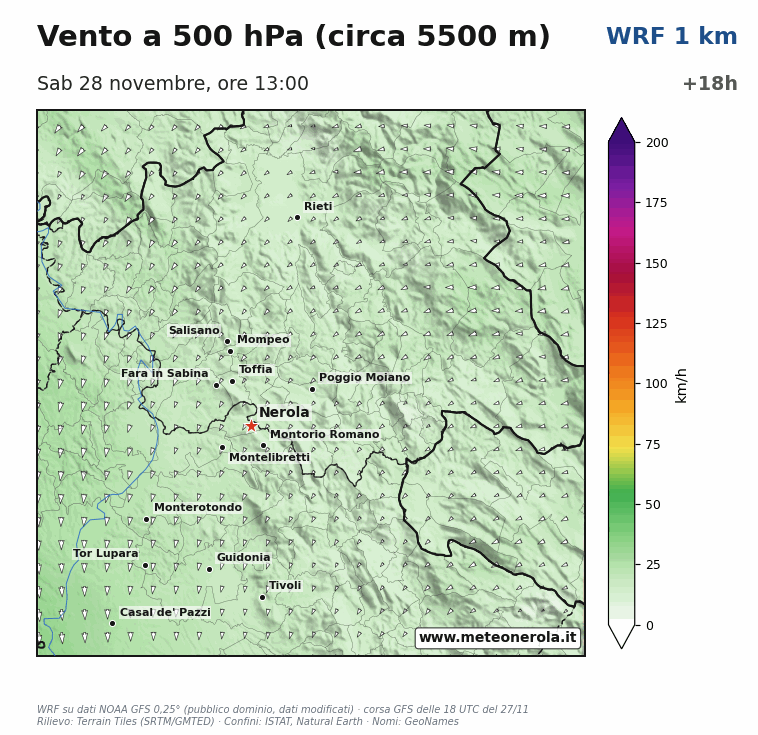 Vento a 500 hPa (circa 5500 m)
WRF 1 km
Sab 28 novembre, ore 13:00
+18h
Rieti
Salisano
Mompeo
Toffia
Fara in Sabina
Poggio Moiano
Nerola
Montorio Romano
Montelibretti
Monterotondo
Tor Lupara
Guidonia
Tivoli
Casal de' Pazzi
www.meteonerola.it
200
175
150
125
100
75
50
25
0
km/h
WRF su dati NOAA GFS 0,25° (pubblico dominio, dati modificati) · corsa GFS delle 18 UTC del 27/11
Rilievo: Terrain Tiles (SRTM/GMTED) · Confini: ISTAT, Natural Earth · Nomi: GeoNames